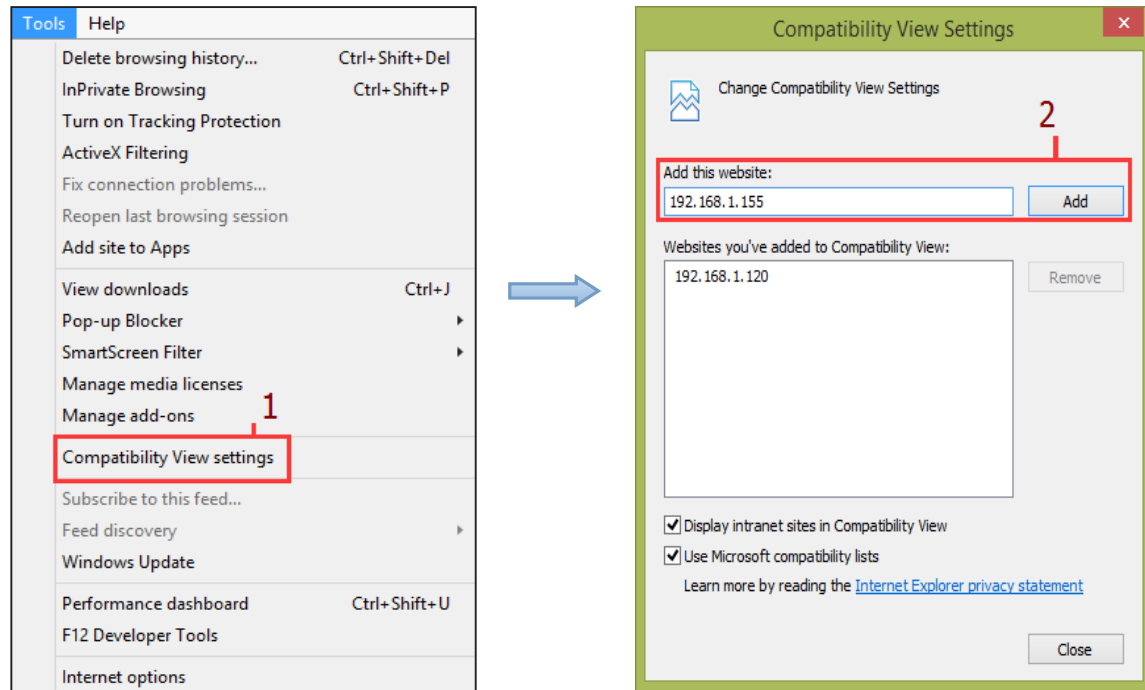 Tools Help
Delete browsing history... Ctrl+Shift+Del
InPrivate Browsing Ctrl+Shift+P
Turn on Tracking Protection
ActiveX Filtering
Fix connection problems...
Reopen last browsing session
Add site to Apps
View downloads Ctrl+J
Pop-up Blocker
SmartScreen Filter
Manage media licenses
Manage add-ons
1
Compatibility View settings
Subscribe to this feed...
Feed discovery
Windows Update
Performance dashboard Ctrl+Shift+U
F12 Developer Tools
Internet options
Compatibility View Settings
x
Change Compatibility View Settings
2
Add this website:
192.168.1.155 Add
Websites you've added to Compatibility View:
192.168.1.120 Remove
Display intranet sites in Compatibility View
Use Microsoft compatibility lists
Learn more by reading the Internet Explorer privacy statement
Close